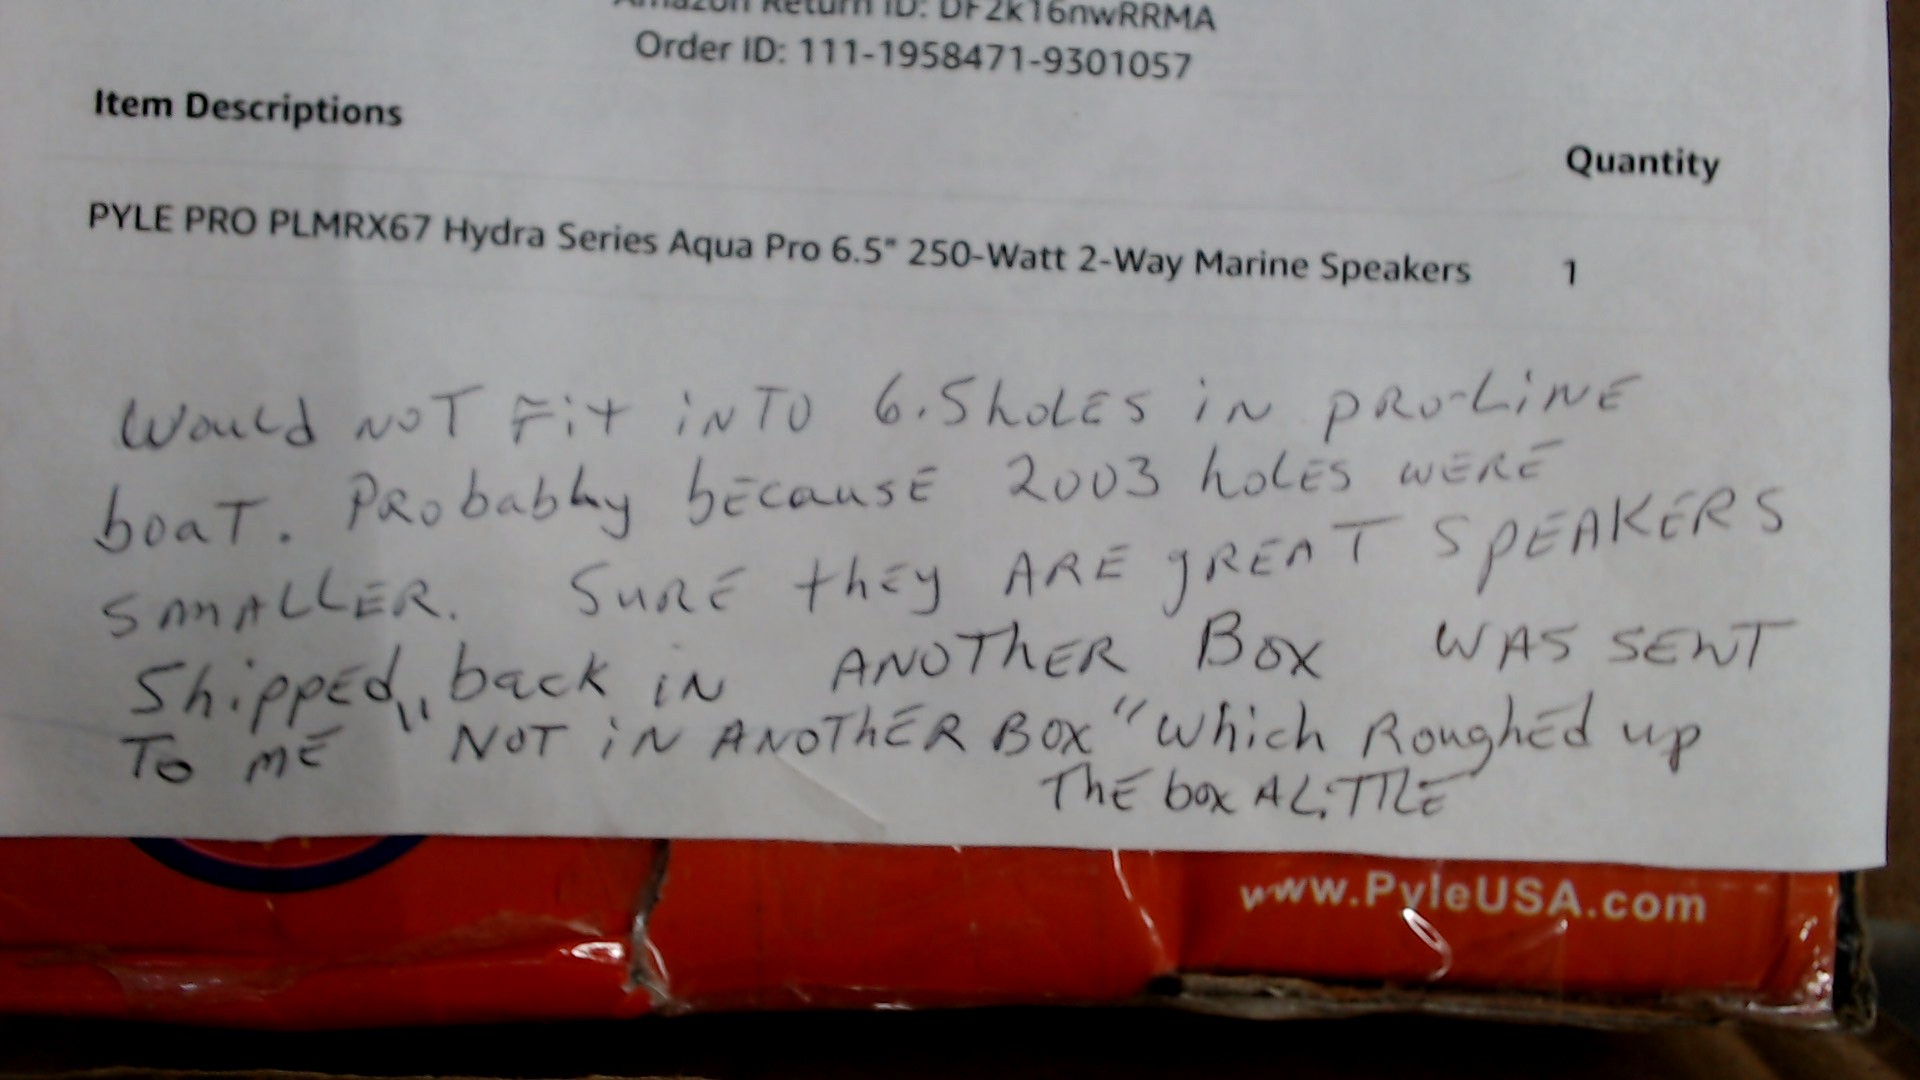 Amazon Return ID: DF2k16nwRRMA
Order ID: 111-1958471-9301057
Item Descriptions
Quantity
PYLE PRO PLMRX67 Hydra Series Aqua Pro 6.5" 250-Watt 2-Way Marine Speakers 1
Would NOT Fit iNTO 6.5 holES iN pRO-LiNE
boaT. PRobabhy bEcausE 2003 holES wERE
SmALLER. SuRE thEy ARE gREAT SpEAKERS
ShippEd back iN ANOThER Box WAS SENT
To mE "NOT iN ANOThER Box" which RoughEd up
ThE box A LiTTLE
www.PyleUSA.com